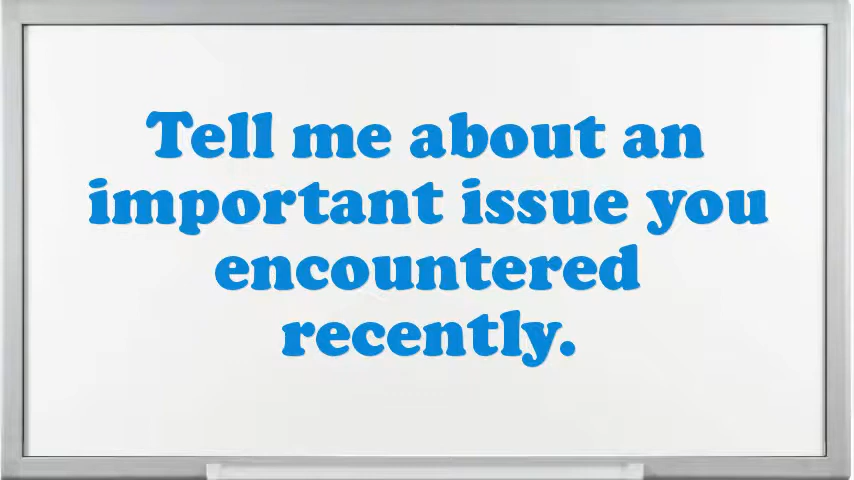 Tell me about an
important issue you
encountered
recently.